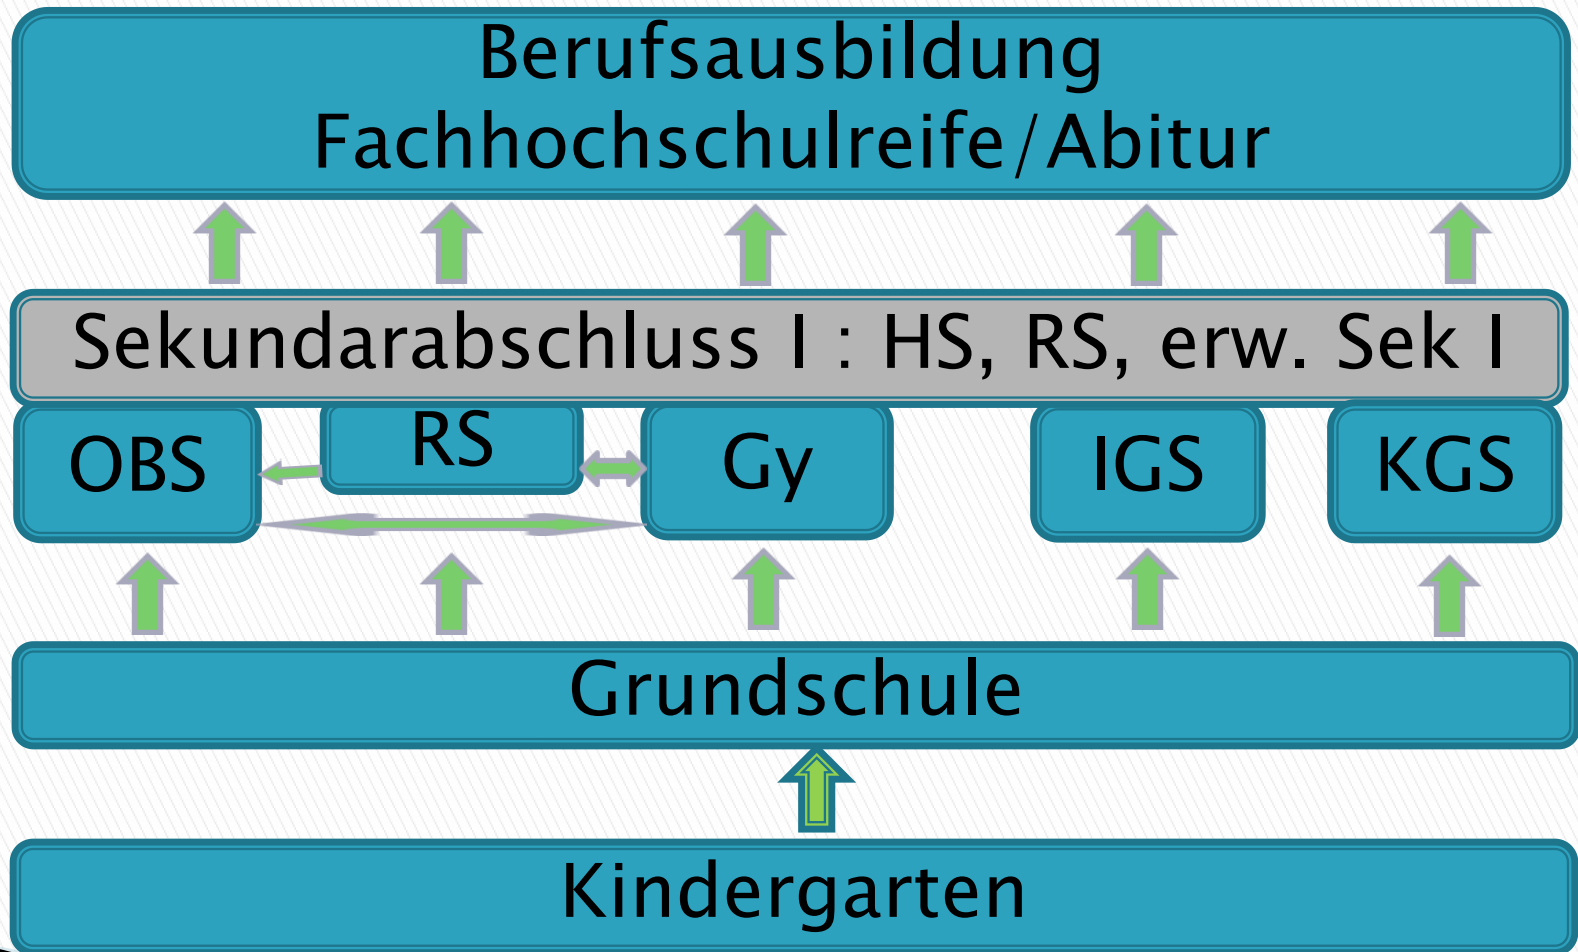 Berufsausbildung
Fachhochschulreife/Abitur
Sekundarabschluss I : HS, RS, erw. Sek I
OBS
RS
Gy
IGS
KGS
Grundschule
Kindergarten